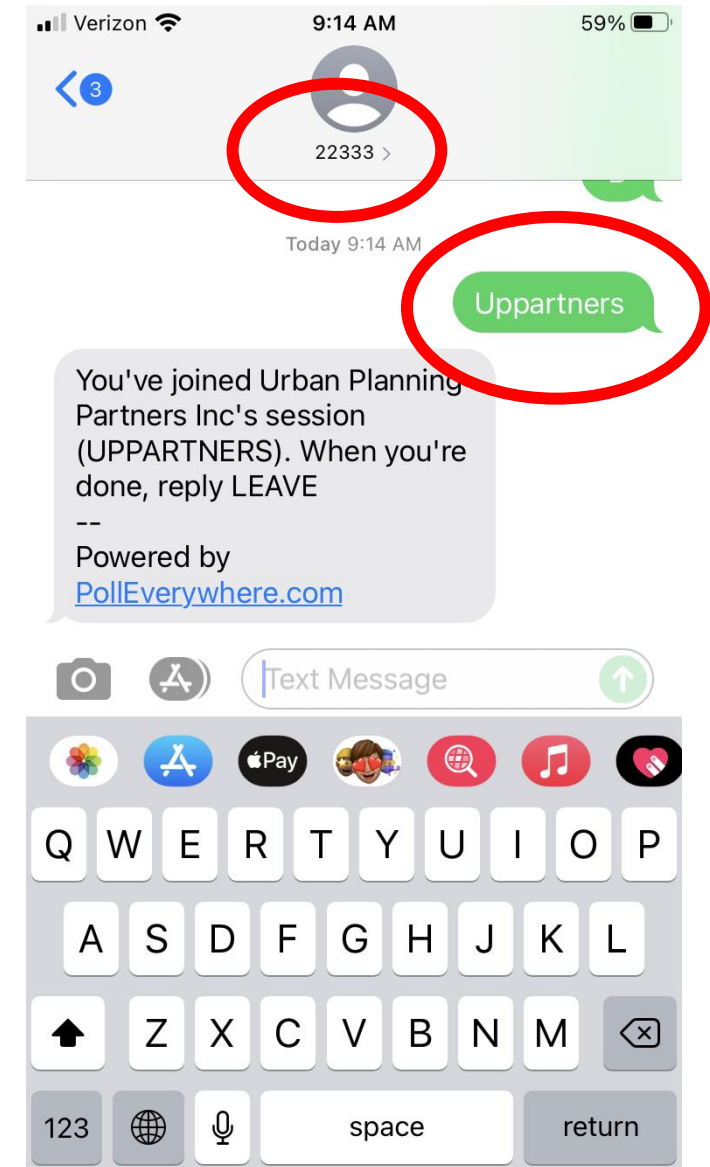 Verizon 9:14 AM 59%
3
22333 >
Today 9:14 AM
Uppartners
You've joined Urban Planning
Partners Inc's session
(UPPARTNERS). When you're
done, reply LEAVE
--
Powered by
PollEverywhere.com
Text Message
Pay
Q W E R T Y U I O P
A S D F G H J K L
Z X C V B N M
123 space return